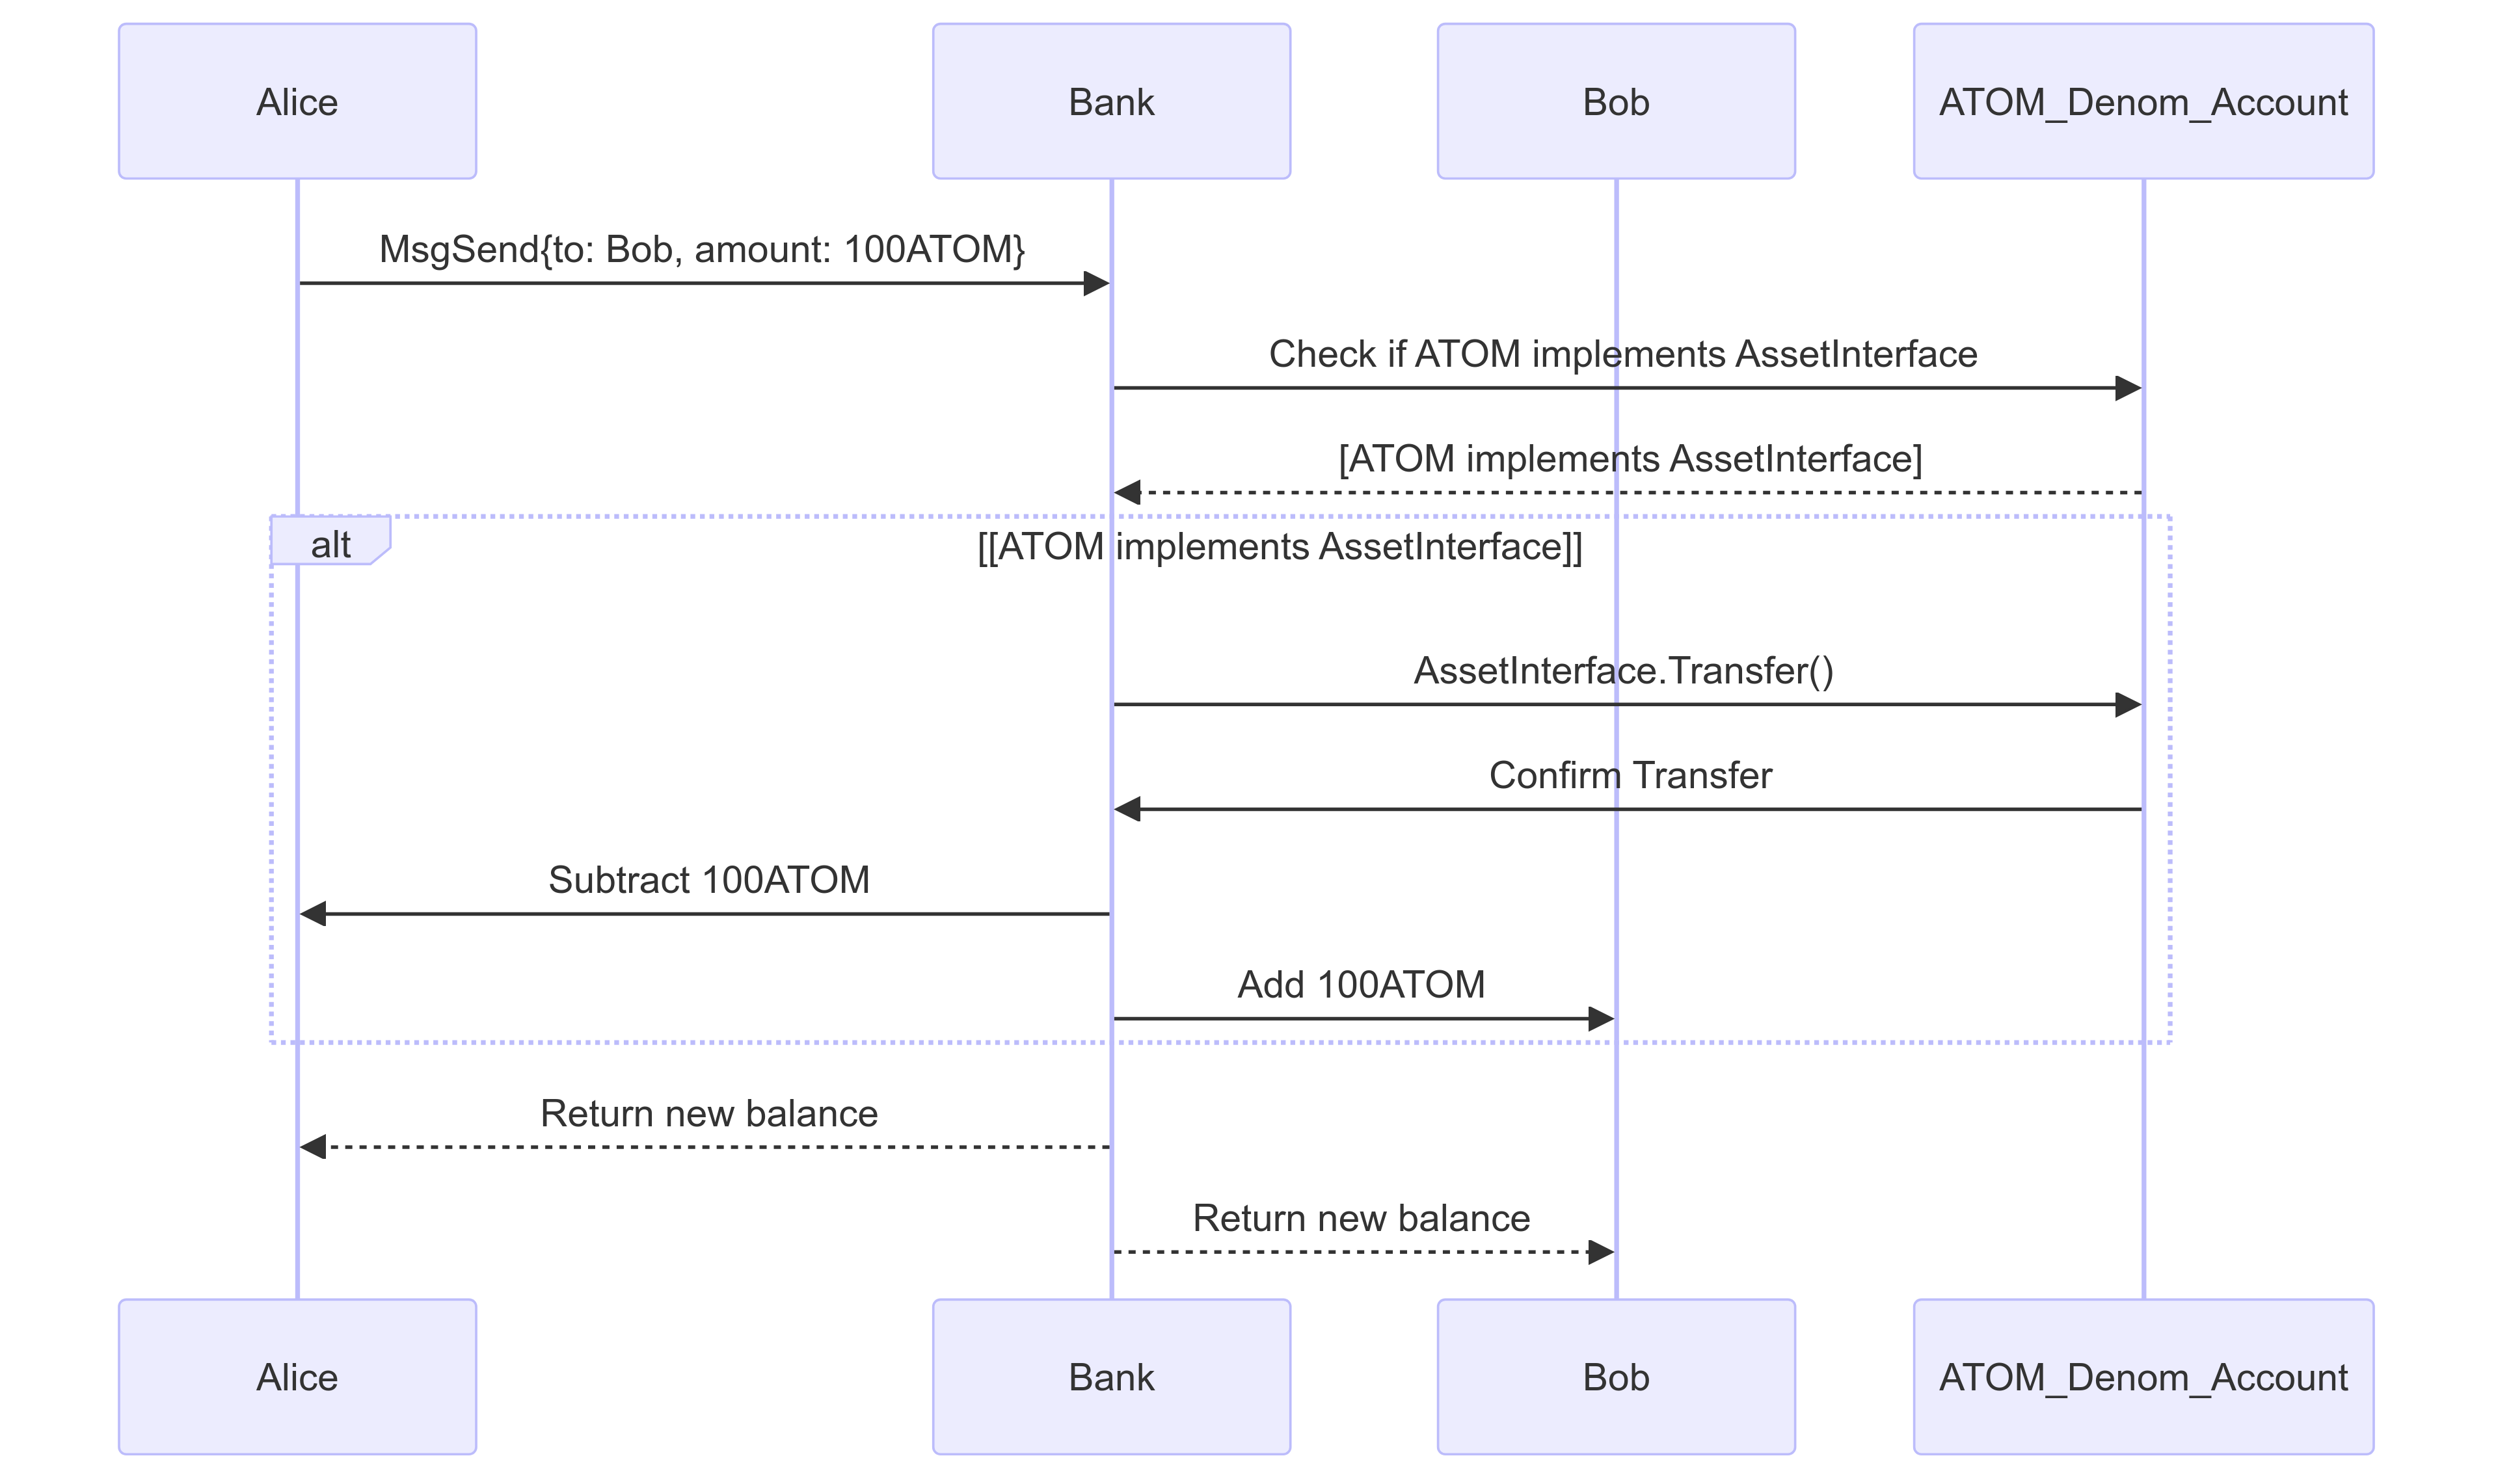 Alice
Bank
Bob
ATOM_Denom_Account
MsgSend{to: Bob, amount: 100ATOM}
Check if ATOM implements AssetInterface
[ATOM implements AssetInterface]
alt
[[ATOM implements AssetInterface]]
AssetInterface.Transfer()
Confirm Transfer
Subtract 100ATOM
Add 100ATOM
Return new balance
Return new balance
Alice
Bank
Bob
ATOM_Denom_Account